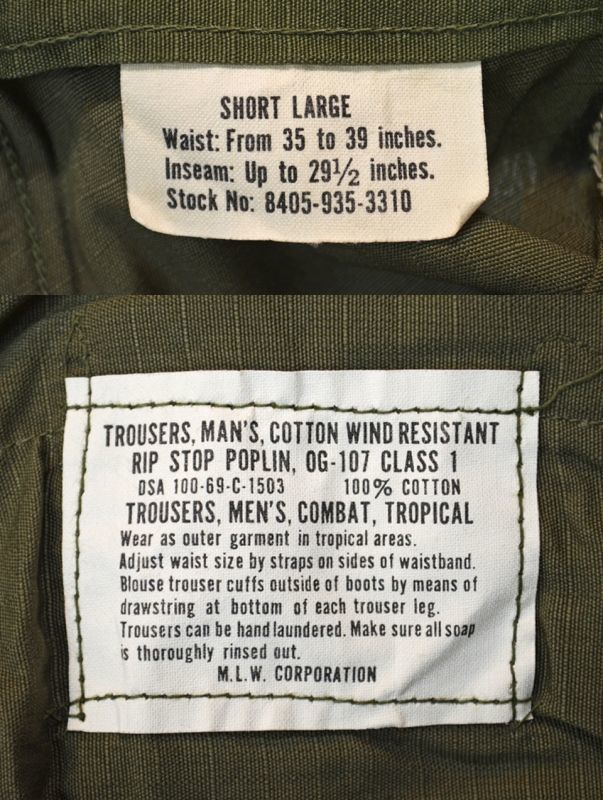 SHORT LARGE
Waist: From 35 to 39 inches.
Inseam: Up to 29½ inches.
Stock No: 8405-935-3310
TROUSERS, MAN'S, COTTON WIND RESISTANT
RIP STOP POPLIN, OG-107 CLASS 1
DSA 100-69-C-1503 100% COTTON
TROUSERS, MEN'S, COMBAT, TROPICAL
Wear as outer garment in tropical areas.
Adjust waist size by straps on sides of waistband.
Blouse trouser cuffs outside of boots by means of
drawstring at bottom of each trouser leg.
Trousers can be hand laundered. Make sure all soap
is thoroughly rinsed out.
M.L.W. CORPORATION